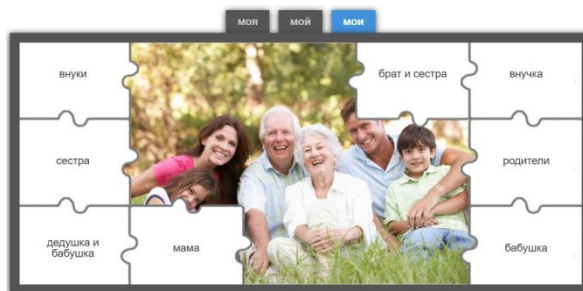 моя мой мои
внуки брат и сестра внучка
сестра родители
дедушка и
бабушка
мама
бабушка